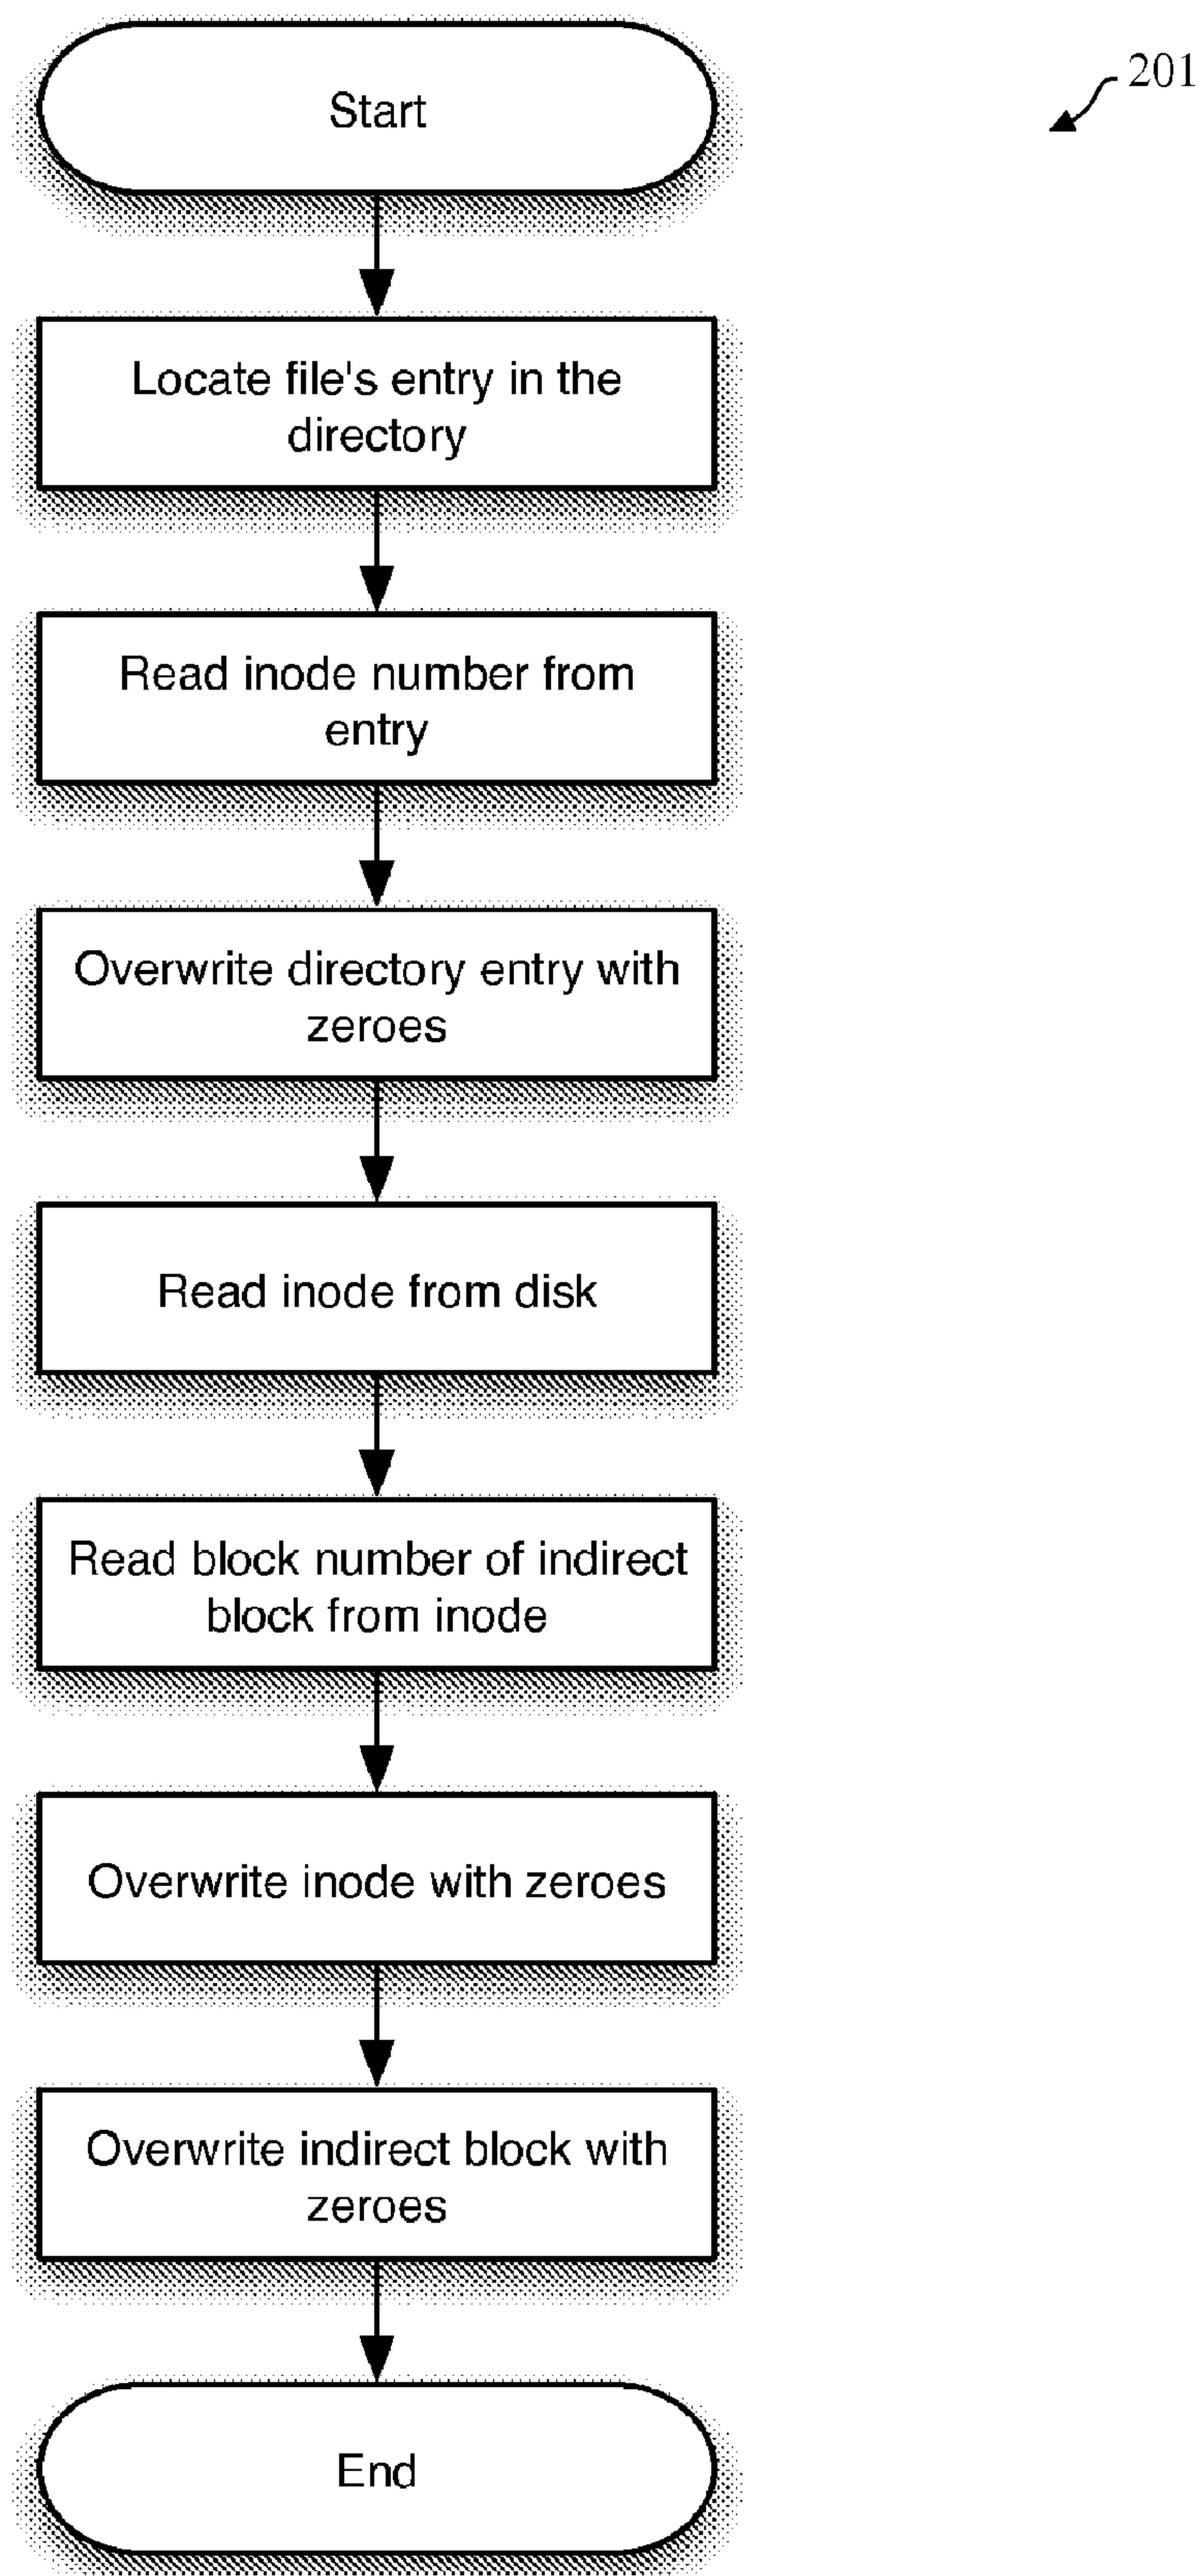 Start
201
Locate file's entry in the
directory
Read inode number from
entry
Overwrite directory entry with
zeroes
Read inode from disk
Read block number of indirect
block from inode
Overwrite inode with zeroes
Overwrite indirect block with
zeroes
End